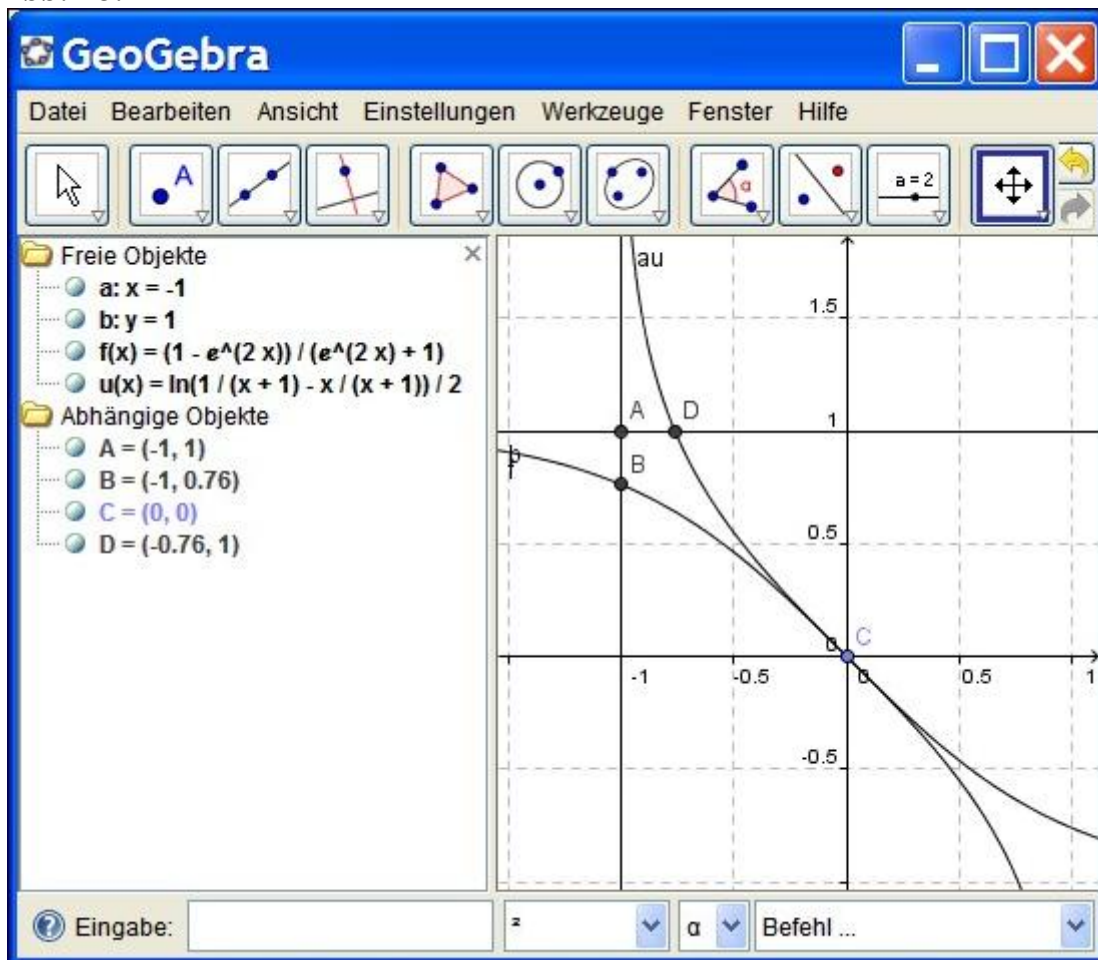 GeoGebra
Datei Bearbeiten Ansicht Einstellungen Werkzeuge Fenster Hilfe
A
α
a = 2
Freie Objekte
a: x = -1
b: y = 1
f(x) = (1 - e^(2 x)) / (e^(2 x) + 1)
u(x) = ln(1 / (x + 1) - x / (x + 1)) / 2
Abhängige Objekte
A = (-1, 1)
B = (-1, 0.76)
C = (0, 0)
D = (-0.76, 1)
au
1.5
A D
1
B
0.5
0 C
-1 -0.5 0 0.5 1
-0.5
Eingabe: ² α Befehl ...